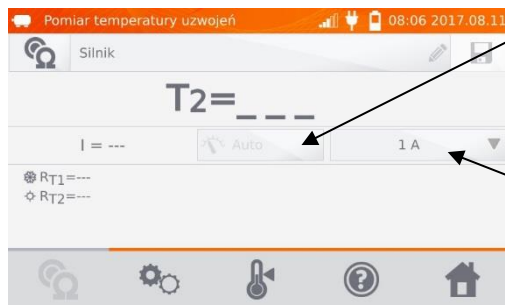 Pomiar temperatury uzwojeń 08:06 2017.08.11
Silnik
T2=_ _ _
I = --- Auto 1 A
RT1=---
RT2=---